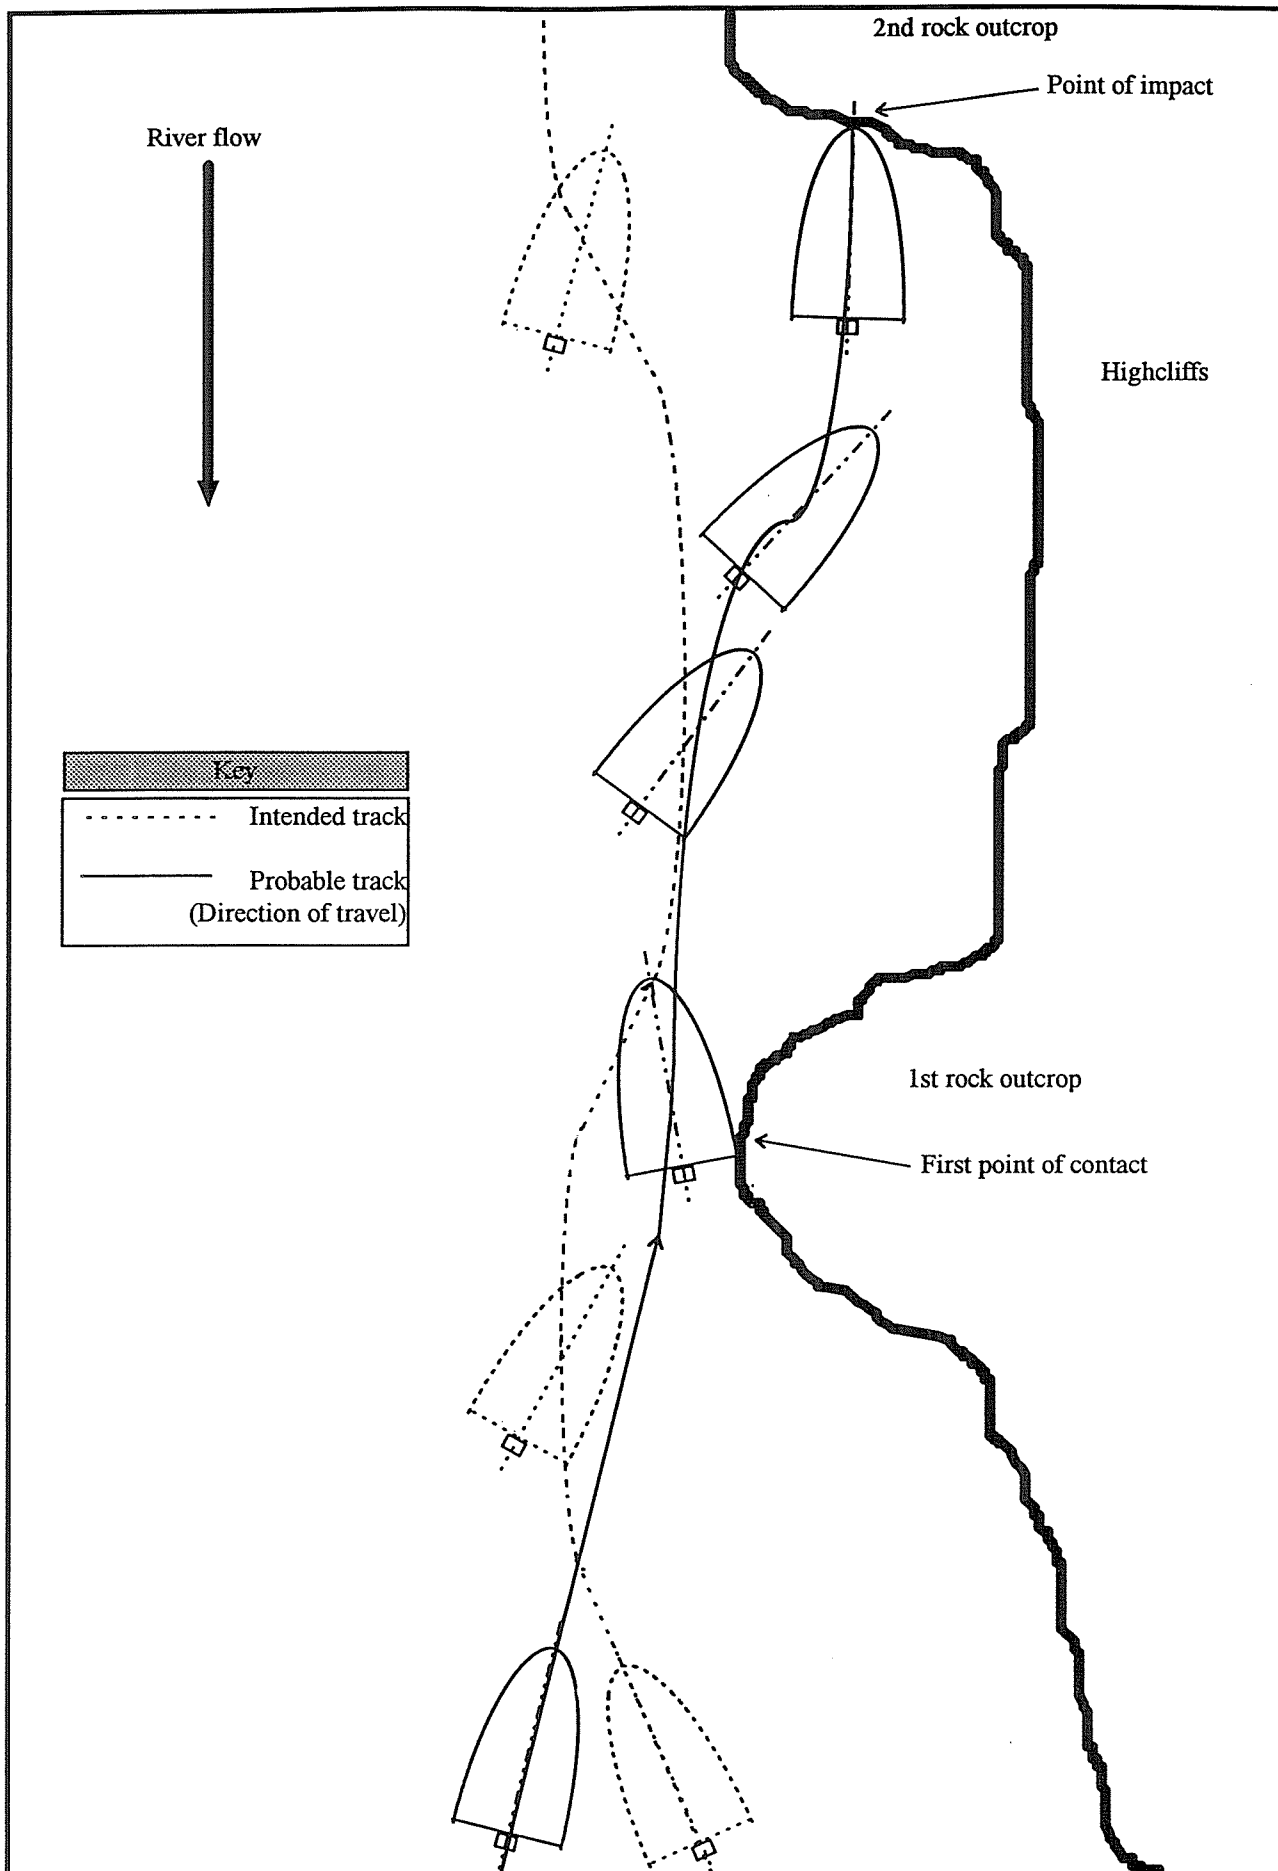 2nd rock outcrop
Point of impact
River flow
Highcliffs
Key
Intended track
Probable track
(Direction of travel)
1st rock outcrop
First point of contact